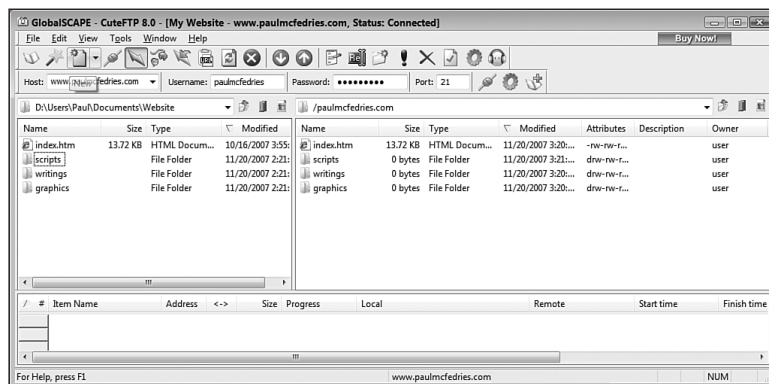 GlobalSCAPE - CuteFTP 8.0 - [My Website - www.paulmcfedries.com, Status: Connected]
File Edit View Tools Window Help Buy Now!
Host: www. fedries.com Username: paulmcfedries Password: ●●●●●●●●● Port: 21
New
D:\Users\Paul\Documents\Website /paulmcfedries.com
Name Size Type Modified Name Size Type Modified Attributes Description Owner
index.htm 13.72 KB HTML Docum... 10/16/2007 3:55: index.htm 13.72 KB HTML Docum... 11/20/2007 3:20:... -rw-rw-r... user
scripts File Folder 11/20/2007 2:21: scripts 0 bytes File Folder 11/20/2007 3:21:... drw-rw-r... user
writings File Folder 11/20/2007 2:21: writings 0 bytes File Folder 11/20/2007 3:20:... drw-rw-r... user
graphics File Folder 11/20/2007 2:21: graphics 0 bytes File Folder 11/20/2007 3:20:... drw-rw-r... user
/ # Item Name Address <-> Size Progress Local Remote Start time Finish time
For Help, press F1 www.paulmcfedries.com NUM